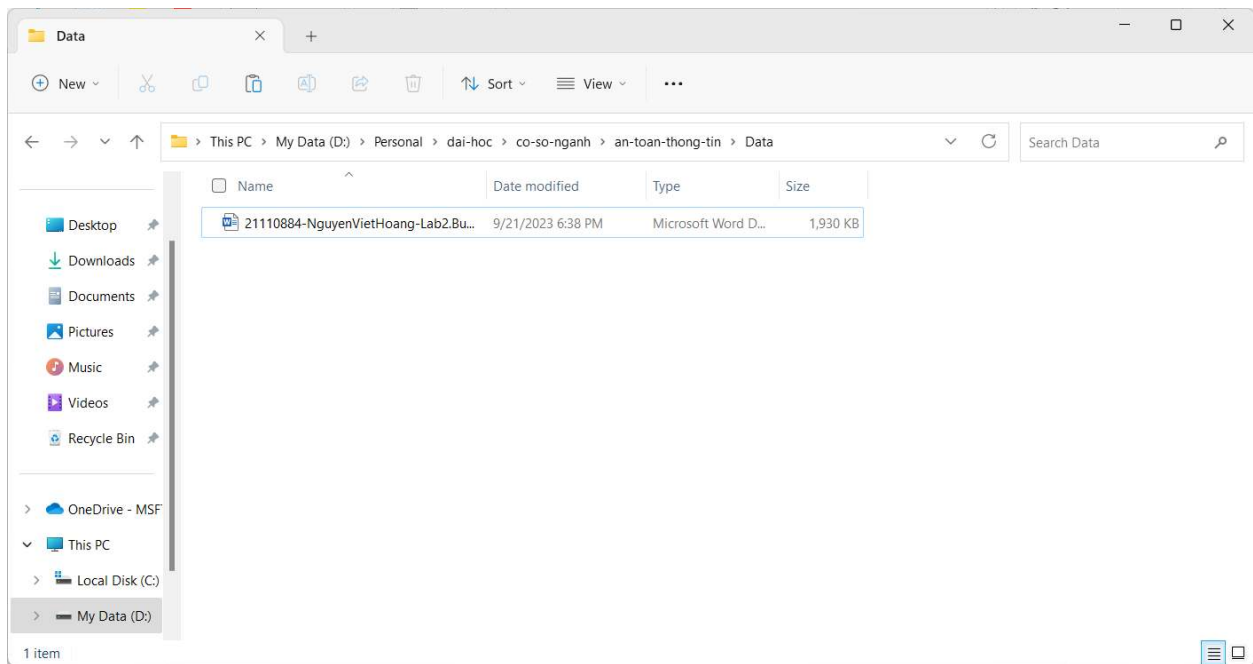 Data
New Sort View
This PC > My Data (D:) > Personal > dai-hoc > co-so-nganh > an-toan-thong-tin > Data Search Data
Name Date modified Type Size
21110884-NguyenVietHoang-Lab2.Bu... 9/21/2023 6:38 PM Microsoft Word D... 1,930 KB
Desktop
Downloads
Documents
Pictures
Music
Videos
Recycle Bin
OneDrive - MSF
This PC
Local Disk (C:)
My Data (D:)
1 item